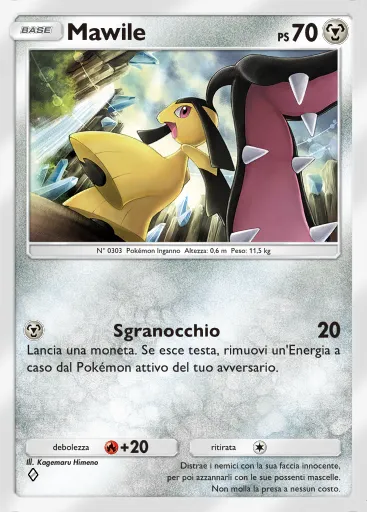 BASE Mawile PS 70
N° 0303 Pokémon Inganno Altezza: 0,6 m Peso: 11,5 kg
Sgranocchio 20
Lancia una moneta. Se esce testa, rimuovi un'Energia a
caso dal Pokémon attivo del tuo avversario.
debolezza +20 ritirata
Ill. Kagemaru Himeno
Distrae i nemici con la sua faccia innocente,
per poi azzannarli con le sue possenti mascelle.
Non molla la presa a nessun costo.